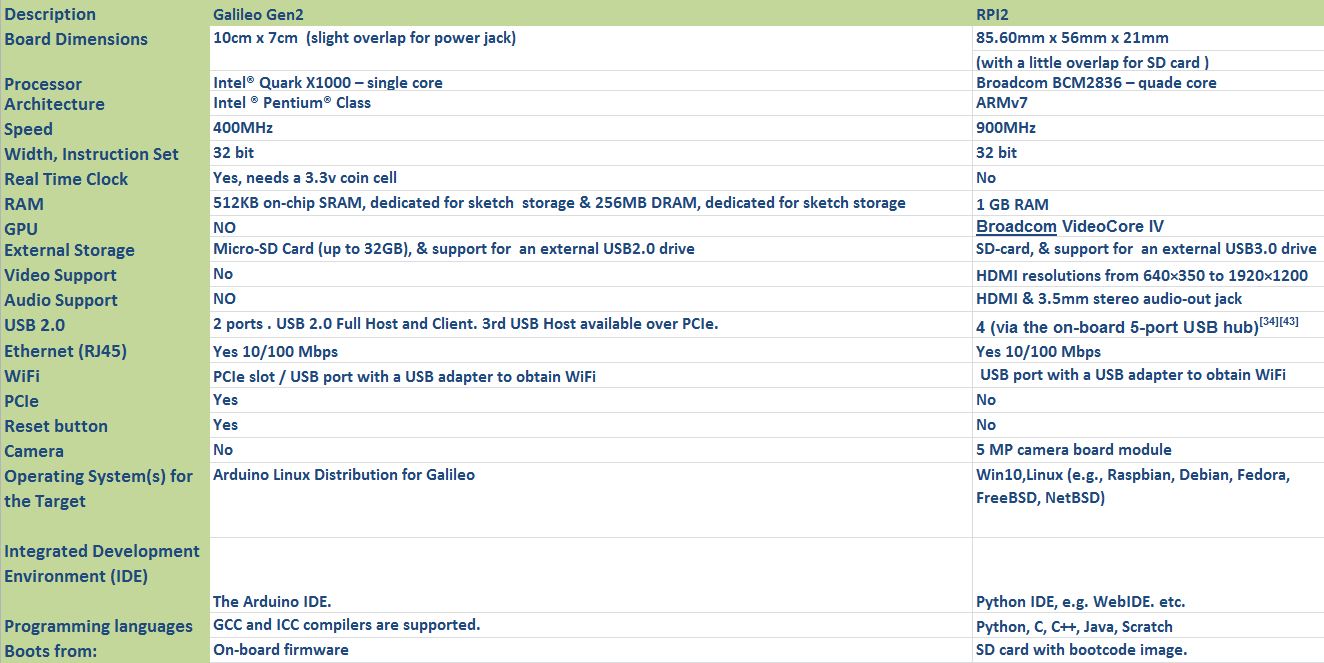 Description Galileo Gen2 RPI2
Board Dimensions 10cm x 7cm (slight overlap for power jack) 85.60mm x 56mm x 21mm
(with a little overlap for SD card )
Processor Intel® Quark X1000 – single core Broadcom BCM2836 – quade core
Architecture Intel ® Pentium® Class ARMv7
Speed 400MHz 900MHz
Width, Instruction Set 32 bit 32 bit
Real Time Clock Yes, needs a 3.3v coin cell No
RAM 512KB on-chip SRAM, dedicated for sketch storage & 256MB DRAM, dedicated for sketch storage 1 GB RAM
GPU NO Broadcom VideoCore IV
External Storage Micro-SD Card (up to 32GB), & support for an external USB2.0 drive SD-card, & support for an external USB3.0 drive
Video Support No HDMI resolutions from 640×350 to 1920×1200
Audio Support NO HDMI & 3.5mm stereo audio-out jack
USB 2.0 2 ports . USB 2.0 Full Host and Client. 3rd USB Host available over PCIe. 4 (via the on-board 5-port USB hub)[34][43]
Ethernet (RJ45) Yes 10/100 Mbps Yes 10/100 Mbps
WiFi PCIe slot / USB port with a USB adapter to obtain WiFi USB port with a USB adapter to obtain WiFi
PCIe Yes No
Reset button Yes No
Camera No 5 MP camera board module
Operating System(s) for Arduino Linux Distribution for Galileo Win10,Linux (e.g., Raspbian, Debian, Fedora,
the Target FreeBSD, NetBSD)
Integrated Development
Environment (IDE)
The Arduino IDE. Python IDE, e.g. WebIDE. etc.
Programming languages GCC and ICC compilers are supported. Python, C, C++, Java, Scratch
Boots from: On-board firmware SD card with bootcode image.